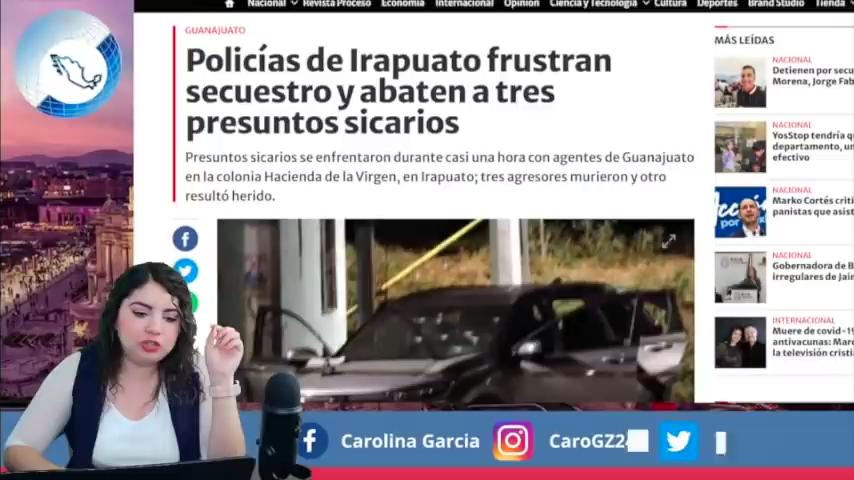 Nacional
Revista Proceso
Economía
Internacional
Opinión
Ciencia y Tecnología
Cultura
Deportes
Brand Studio
Tienda
GUANAJUATO
Policías de Irapuato frustran
secuestro y abaten a tres
presuntos sicarios
Presuntos sicarios se enfrentaron durante casi una hora con agentes de Guanajuato
en la colonia Hacienda de la Virgen, en Irapuato; tres agresores murieron y otro
resultó herido.
MÁS LEÍDAS
NACIONAL
Detienen por secu
Morena, Jorge Fab
NACIONAL
YosStop tendría q
departamento, un
efectivo
NACIONAL
Marko Cortés criti
panistas que asist
NACIONAL
Gobernadora de B
irregulares de Jai
INTERNACIONAL
Muere de covid-19
antivacunas: Marc
la televisión cristi
Carolina Garcia
CaroGZ2